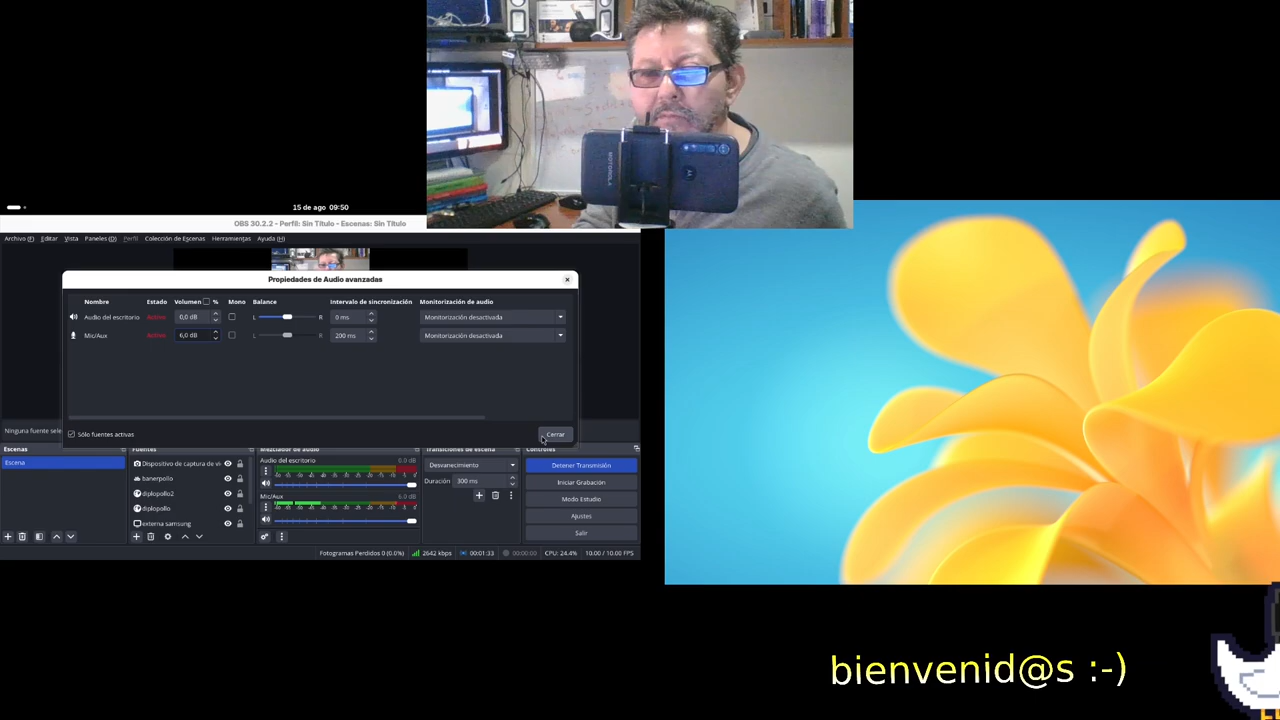 15 de ago 09:50
OBS 30.2.2 - Perfil: Sin Título - Escenas: Sin Título
Archivo (F) Editar Vista Paneles (D) Perfil Colección de Escenas Herramientas Ayuda (H)
Propiedades de Audio avanzadas
Nombre Estado Volumen % Mono Balance Intervalo de sincronización Monitorización de audio
Audio del escritorio Activo 0,0 dB L R 0 ms Monitorización desactivada
Mic/Aux Activo 6,0 dB L R 200 ms Monitorización desactivada
Sólo fuentes activas
Cerrar
Ninguna fuente sele
Escenas
Escena
Fuentes
Dispositivo de captura de vi
banerpollo
diplopollo2
diplopollo
externa samsung
Mezclador de audio
Audio del escritorio 0.0 dB
Mic/Aux 6.0 dB
Transiciones de escena
Desvanecimiento
Duración 300 ms
Controles
Detener Transmisión
Iniciar Grabación
Modo Estudio
Ajustes
Salir
Fotogramas Perdidos 0 (0.0%) 2642 kbps 00:01:33 00:00:00 CPU: 24.4% 10.00 / 10.00 FPS
MOTOROLA
bienvenid@s :-)